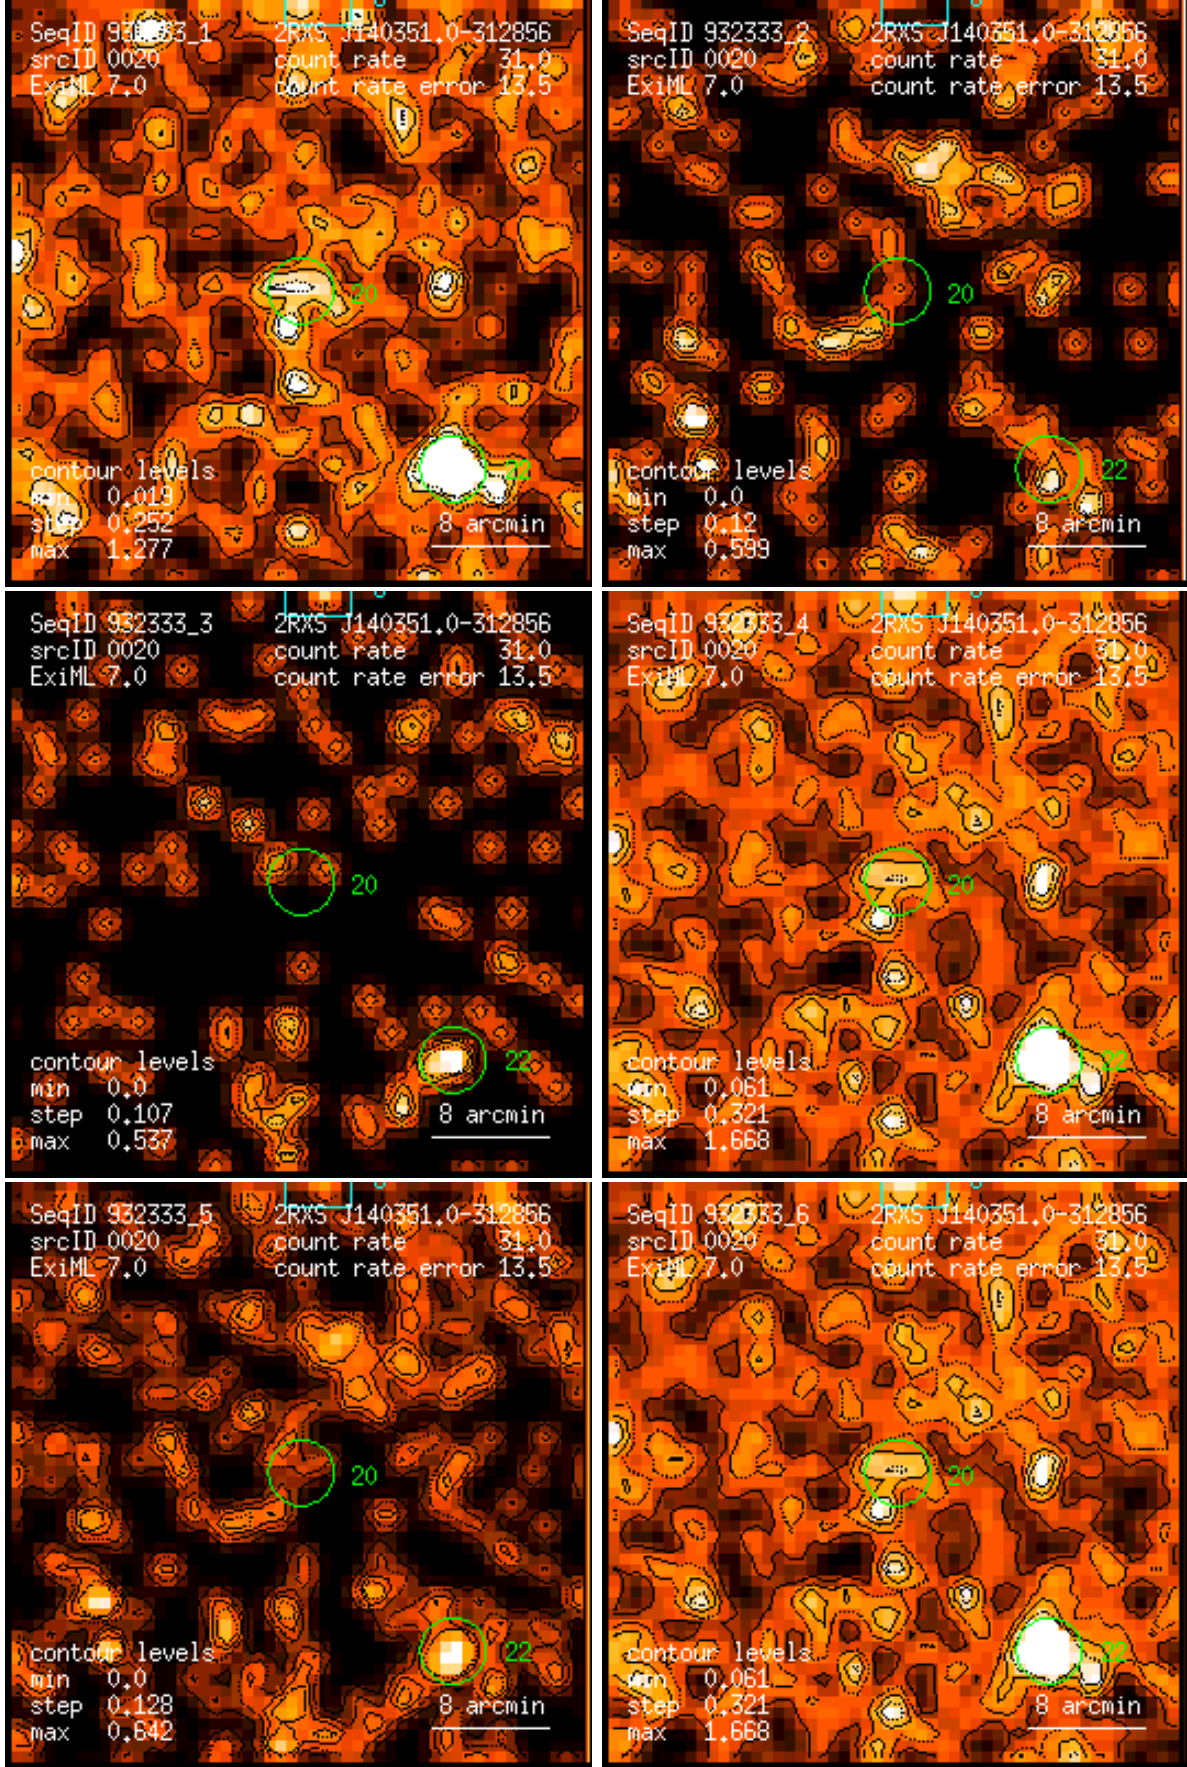 SeqID 932333_1 2RXS J140351.0-312856
srcID 0020 count rate 31.0
ExiML 7.0 count rate error 13.5
20
22
contour levels
min 0.019
step 0.252
max 1.277
8 arcmin
SeqID 932333_2 2RXS J140351.0-312856
srcID 0020 count rate 31.0
ExiML 7.0 count rate error 13.5
20
22
contour levels
min 0.0
step 0.12
max 0.599
8 arcmin
SeqID 932333_3 2RXS J140351.0-312856
srcID 0020 count rate 31.0
ExiML 7.0 count rate error 13.5
20
22
contour levels
min 0.0
step 0.107
max 0.537
8 arcmin
SeqID 932333_4 2RXS J140351.0-312856
srcID 0020 count rate 31.0
ExiML 7.0 count rate error 13.5
20
22
contour levels
min 0.061
step 0.321
max 1.668
8 arcmin
SeqID 932333_5 2RXS J140351.0-312856
srcID 0020 count rate 31.0
ExiML 7.0 count rate error 13.5
20
22
contour levels
min 0.0
step 0.128
max 0.642
8 arcmin
SeqID 932333_6 2RXS J140351.0-312856
srcID 0020 count rate 31.0
ExiML 7.0 count rate error 13.5
20
22
contour levels
min 0.061
step 0.321
max 1.668
8 arcmin